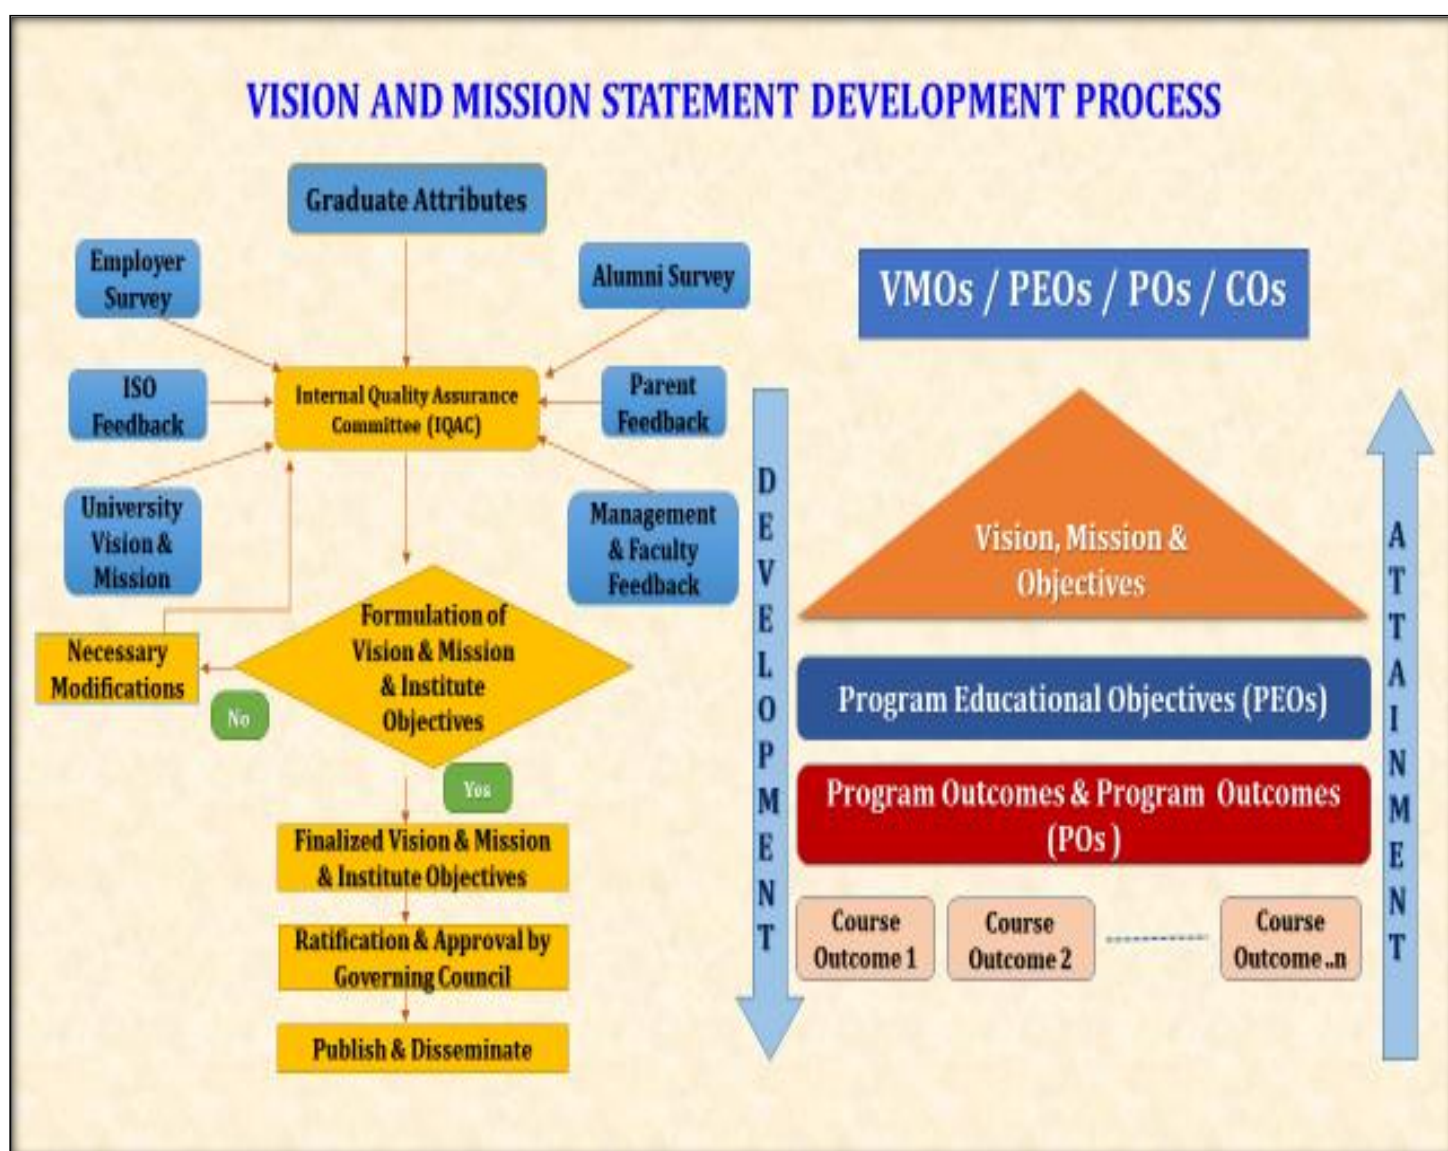 VISION AND MISSION STATEMENT DEVELOPMENT PROCESS
Graduate Attributes
Employer
Survey
Alumni Survey
ISO
Feedback
Internal Quality Assurance
Committee (IQAC)
Parent
Feedback
University
Vision &
Mission
Management
& Faculty
Feedback
Necessary
Modifications
Formulation of
Vision & Mission
& Institute
Objectives
No
Yes
Finalized Vision & Mission
& Institute Objectives
Ratification & Approval by
Governing Council
Publish & Disseminate
VMOs / PEOs / POs / COs
DEVELOPMENT
Vision, Mission &
Objectives
Program Educational Objectives (PEOs)
Program Outcomes & Program Outcomes
(POs )
Course
Outcome 1
Course
Outcome 2
Course
Outcome ..n
ATTAINMENT